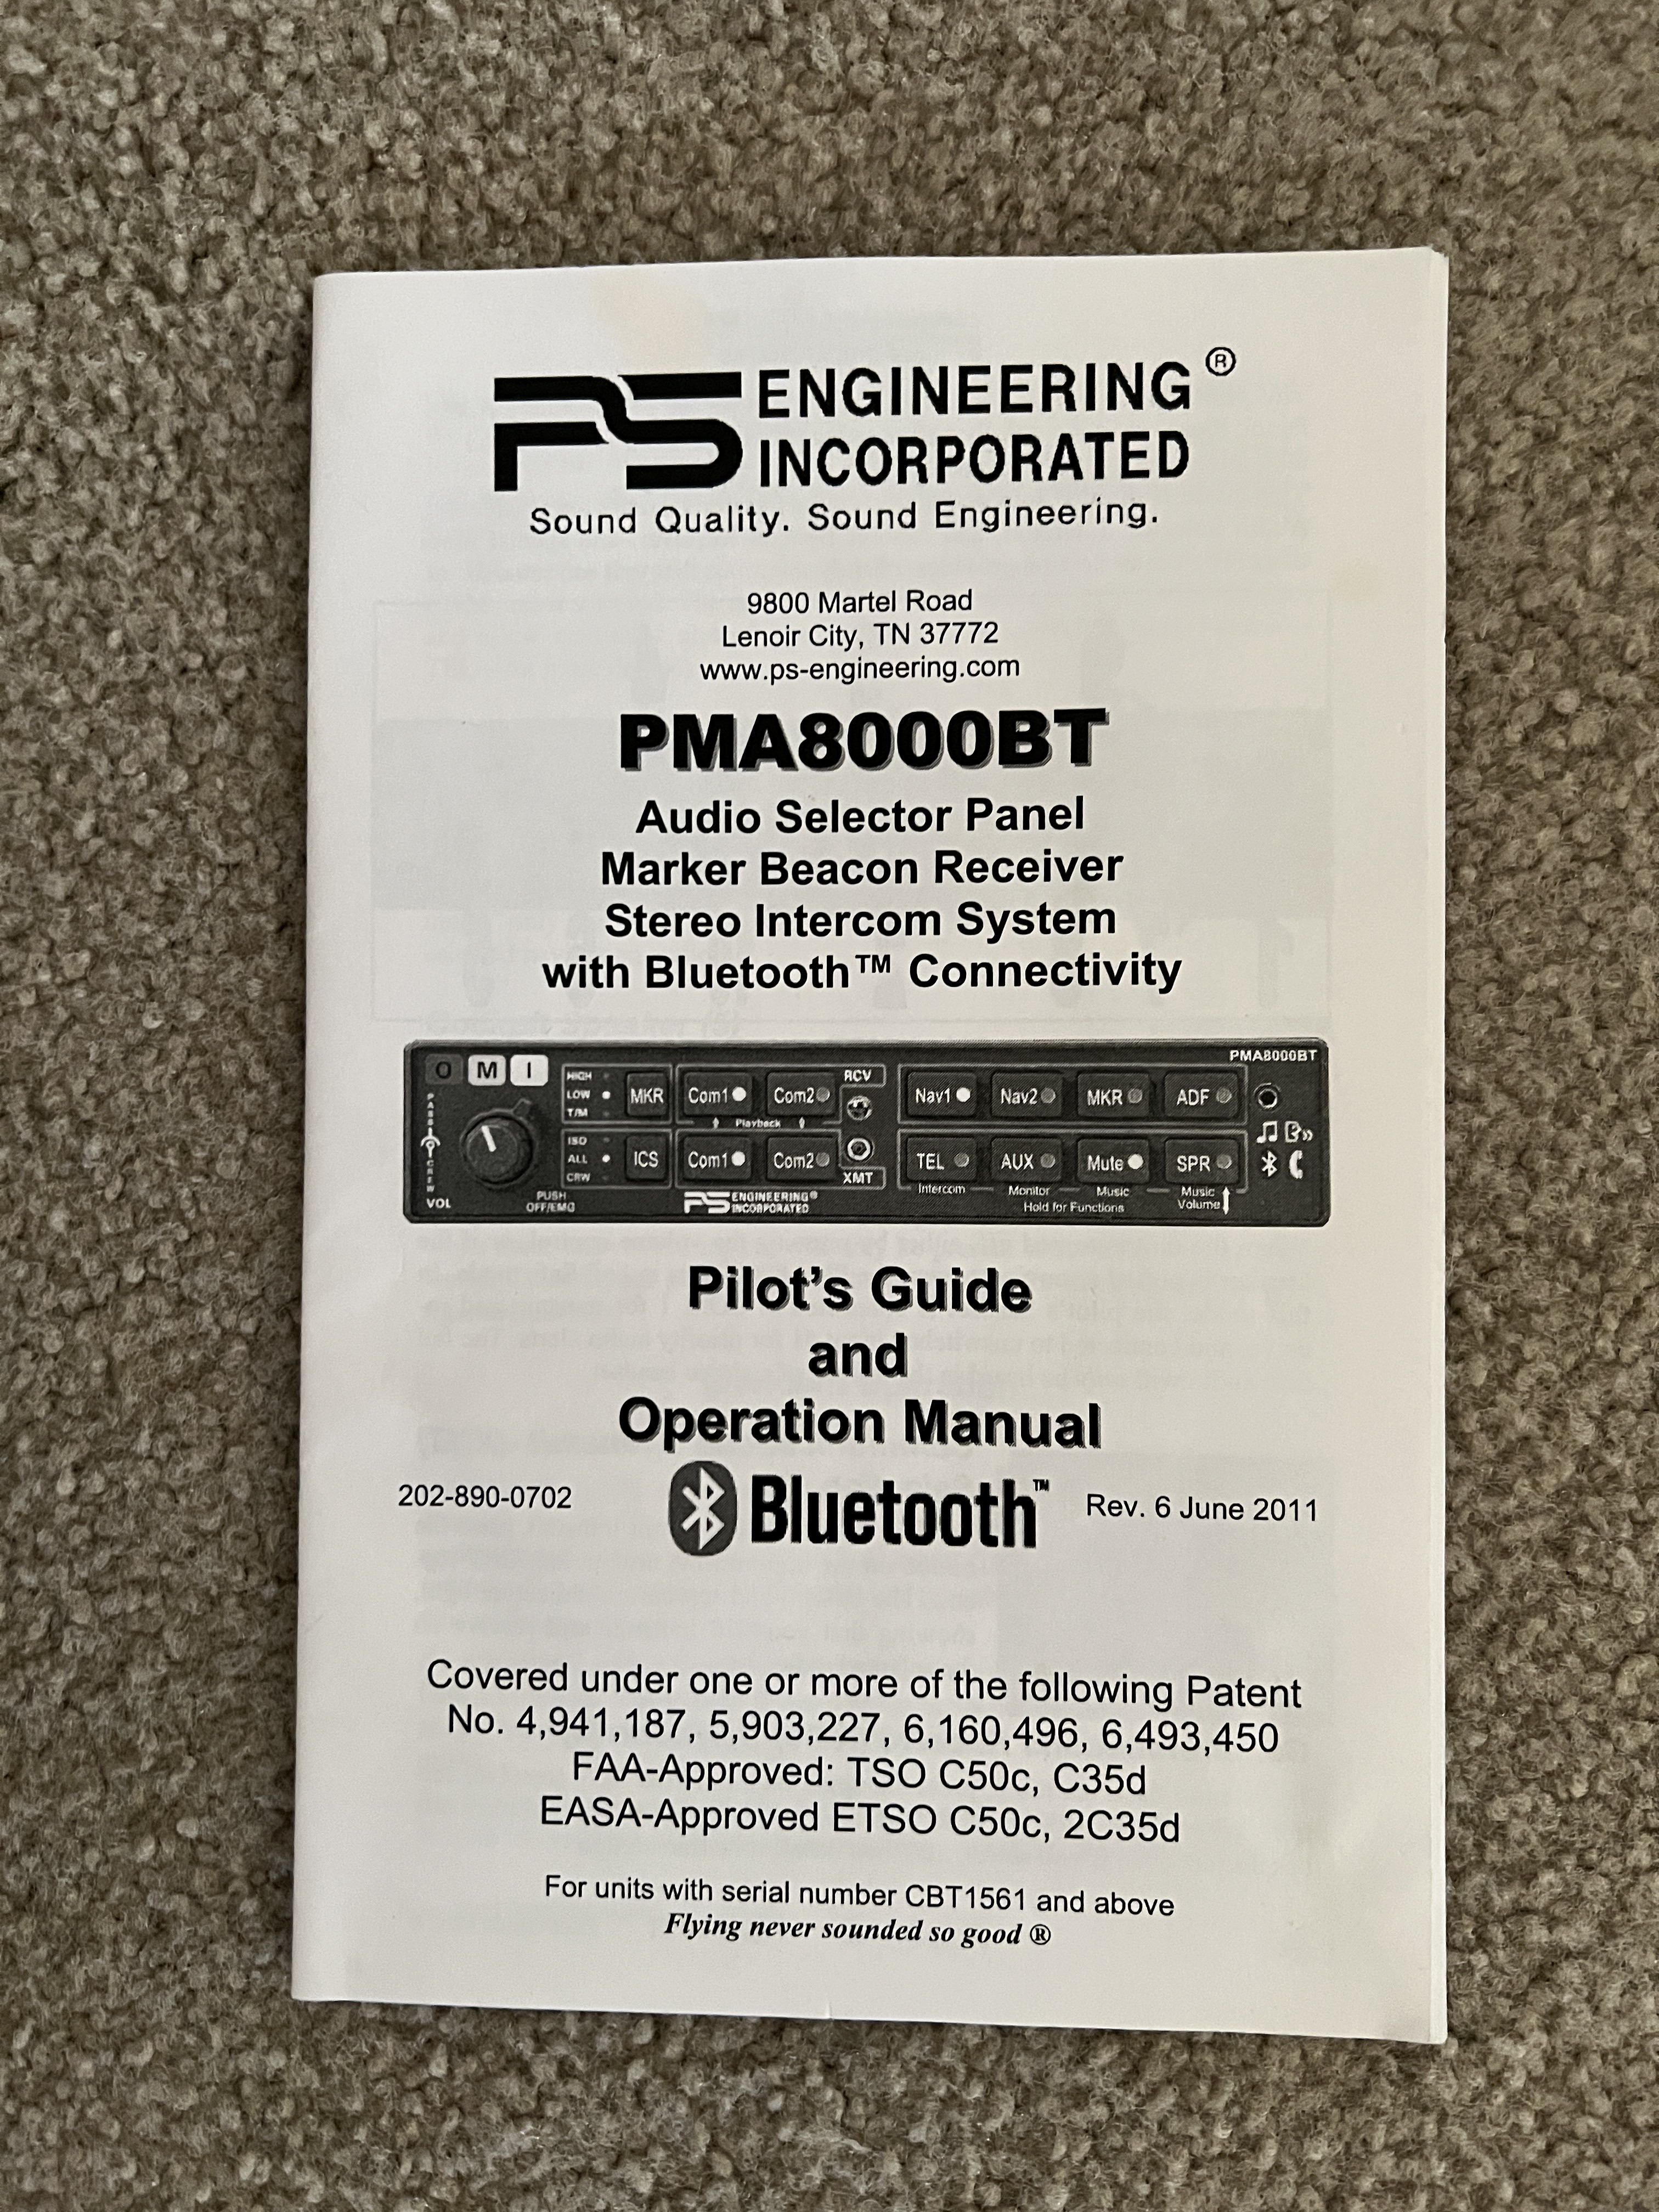 PS ENGINEERING ®
INCORPORATED
Sound Quality. Sound Engineering.
9800 Martel Road
Lenoir City, TN 37772
www.ps-engineering.com
PMA8000BT
Audio Selector Panel
Marker Beacon Receiver
Stereo Intercom System
with Bluetooth™ Connectivity
PMA8000BT
O M I
HIGH
LOW
T/M
MKR
Com1 Com2
RCV
Nav1 Nav2 MKR ADF
Playback
PASS
CREW
ISO
ALL
CRW
ICS
Com1 Com2
XMT
TEL AUX Mute SPR
Intercom Monitor Music Music
Volume
Hold for Functions
VOL
PUSH
OFF/EMG
PS ENGINEERING®
INCORPORATED
Pilot's Guide
and
Operation Manual
202-890-0702 Bluetooth™ Rev. 6 June 2011
Covered under one or more of the following Patent
No. 4,941,187, 5,903,227, 6,160,496, 6,493,450
FAA-Approved: TSO C50c, C35d
EASA-Approved ETSO C50c, 2C35d
For units with serial number CBT1561 and above
Flying never sounded so good ®